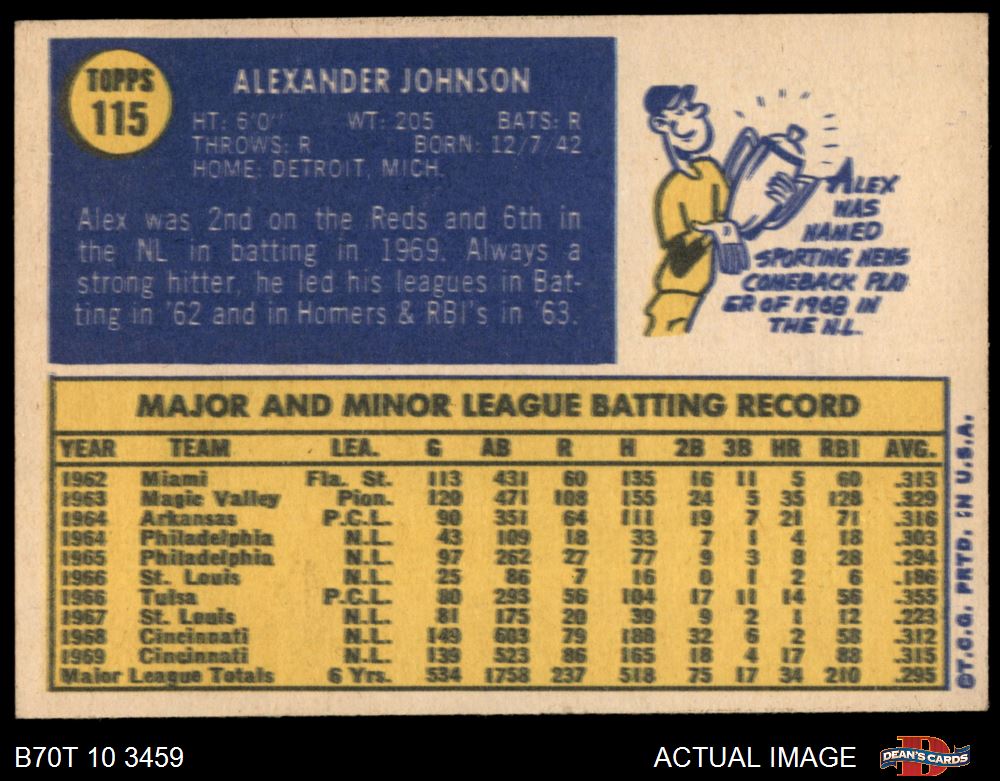 TOPPS
115
ALEXANDER JOHNSON
HT: 6'0" WT: 205 BATS: R
THROWS: R BORN: 12/7/42
HOME: DETROIT, MICH.
Alex was 2nd on the Reds and 6th in
the NL in batting in 1969. Always a
strong hitter, he led his leagues in Bat-
ting in '62 and in Homers & RBI's in '63.
ALEX
WAS
NAMED
SPORTING NEWS
COMEBACK PLAY
ER OF 1968 IN
THE N.L.
MAJOR AND MINOR LEAGUE BATTING RECORD
YEAR TEAM LEA. G AB R H 2B 3B HR RBI AVG.
1962 Miami Fla. St. 113 431 60 135 16 11 5 60 .313
1963 Magic Valley Pion. 120 471 108 155 24 5 35 128 .329
1964 Arkansas P.C.L. 90 351 64 111 19 7 21 71 .316
1964 Philadelphia N.L. 43 109 18 33 7 1 4 18 .303
1965 Philadelphia N.L. 97 262 27 77 9 3 8 28 .294
1966 St. Louis N.L. 25 86 7 16 0 1 2 6 .186
1966 Tulsa P.C.L. 80 293 56 104 17 11 14 56 .355
1967 St. Louis N.L. 81 175 20 39 9 2 1 12 .223
1968 Cincinnati N.L. 149 603 79 188 32 6 2 58 .312
1969 Cincinnati N.L. 139 523 86 165 18 4 17 88 .315
Major League Totals 6 Yrs. 534 1758 237 518 75 17 34 210 .295
©T.C.G. PRTD. IN U.S.A.
B70T 10 3459
ACTUAL IMAGE
DEAN'S CARDS